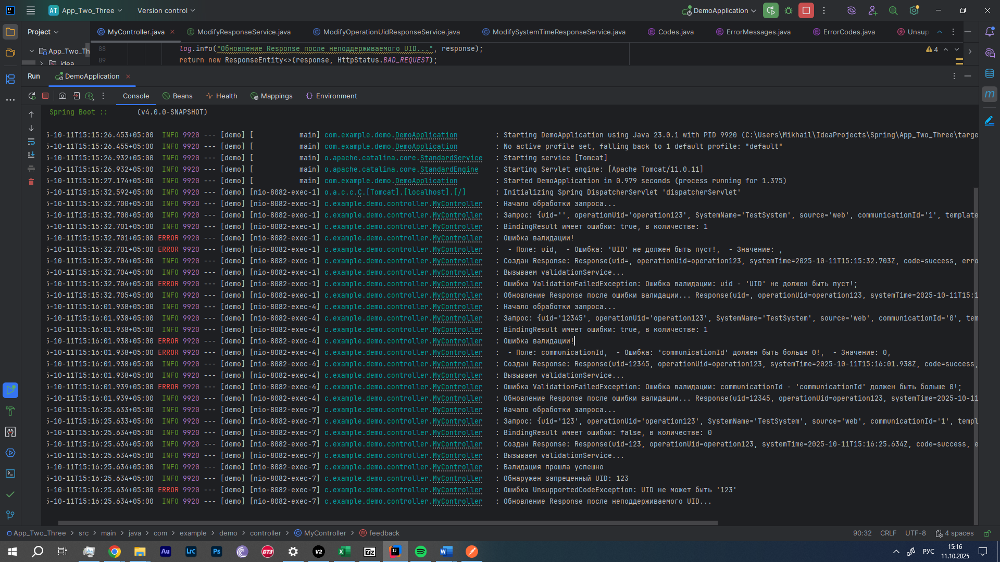 AT App_Two_Three Version control DemoApplication
Project MyController.java ModifyResponseService.java ModifyOperationUidResponseService.java ModifySystemTimeResponseService.java Codes.java ErrorMessages.java ErrorCodes.java Unsup
App_Two_Th 88 log.info("Обновление Response после неподдерживаемого UID...", response); 4
.idea 89 return new ResponseEntity<>(response, HttpStatus.BAD_REQUEST);
Run DemoApplication
Console Beans Health Mappings Environment
Spring Boot :: (v4.0.0-SNAPSHOT)
5-10-11T15:15:26.453+05:00 INFO 9920 --- [demo] [ main] com.example.demo.DemoApplication : Starting DemoApplication using Java 23.0.1 with PID 9920 (C:\Users\Mikhail\IdeaProjects\Spring\App_Two_Three\targe
5-10-11T15:15:26.455+05:00 INFO 9920 --- [demo] [ main] com.example.demo.DemoApplication : No active profile set, falling back to 1 default profile: "default"
5-10-11T15:15:26.932+05:00 INFO 9920 --- [demo] [ main] o.apache.catalina.core.StandardService : Starting service [Tomcat]
5-10-11T15:15:26.932+05:00 INFO 9920 --- [demo] [ main] o.apache.catalina.core.StandardEngine : Starting Servlet engine: [Apache Tomcat/11.0.11]
5-10-11T15:15:27.174+05:00 INFO 9920 --- [demo] [ main] com.example.demo.DemoApplication : Started DemoApplication in 0.979 seconds (process running for 1.375)
5-10-11T15:15:32.592+05:00 INFO 9920 --- [demo] [nio-8082-exec-1] o.a.c.c.C.[Tomcat].[localhost].[/] : Initializing Spring DispatcherServlet 'dispatcherServlet'
5-10-11T15:15:32.700+05:00 INFO 9920 --- [demo] [nio-8082-exec-1] c.example.demo.controller.MyController : Начало обработки запроса...
5-10-11T15:15:32.700+05:00 INFO 9920 --- [demo] [nio-8082-exec-1] c.example.demo.controller.MyController : Запрос: {uid='', operationUid='operation123', SystemName='TestSystem', source='web', communicationId='1', template
5-10-11T15:15:32.701+05:00 INFO 9920 --- [demo] [nio-8082-exec-1] c.example.demo.controller.MyController : BindingResult имеет ошибки: true, в количестве: 1
5-10-11T15:15:32.701+05:00 ERROR 9920 --- [demo] [nio-8082-exec-1] c.example.demo.controller.MyController : Ошибка валидации!
5-10-11T15:15:32.701+05:00 ERROR 9920 --- [demo] [nio-8082-exec-1] c.example.demo.controller.MyController : - Поле: uid, - Ошибка: 'UID' не должен быть пуст!, - Значение: ,
5-10-11T15:15:32.704+05:00 INFO 9920 --- [demo] [nio-8082-exec-1] c.example.demo.controller.MyController : Создан Response: Response(uid=, operationUid=operation123, systemTime=2025-10-11T15:15:32.703Z, code=success, erro
5-10-11T15:15:32.704+05:00 INFO 9920 --- [demo] [nio-8082-exec-1] c.example.demo.controller.MyController : Вызываем validationService...
5-10-11T15:15:32.704+05:00 ERROR 9920 --- [demo] [nio-8082-exec-1] c.example.demo.controller.MyController : Ошибка ValidationFailedException: Ошибка валидации: uid - 'UID' не должен быть пуст!;
5-10-11T15:15:32.705+05:00 INFO 9920 --- [demo] [nio-8082-exec-1] c.example.demo.controller.MyController : Обновление Response после ошибки валидации... Response(uid=, operationUid=operation123, systemTime=2025-10-11T15:1
5-10-11T15:16:01.938+05:00 INFO 9920 --- [demo] [nio-8082-exec-4] c.example.demo.controller.MyController : Начало обработки запроса...
5-10-11T15:16:01.938+05:00 INFO 9920 --- [demo] [nio-8082-exec-4] c.example.demo.controller.MyController : Запрос: {uid='12345', operationUid='operation123', SystemName='TestSystem', source='web', communicationId='0', tem
5-10-11T15:16:01.938+05:00 INFO 9920 --- [demo] [nio-8082-exec-4] c.example.demo.controller.MyController : BindingResult имеет ошибки: true, в количестве: 1
5-10-11T15:16:01.938+05:00 ERROR 9920 --- [demo] [nio-8082-exec-4] c.example.demo.controller.MyController : Ошибка валидации!
5-10-11T15:16:01.938+05:00 ERROR 9920 --- [demo] [nio-8082-exec-4] c.example.demo.controller.MyController : - Поле: communicationId, - Ошибка: 'communicationId' должен быть больше 0!, - Значение: 0,
5-10-11T15:16:01.938+05:00 INFO 9920 --- [demo] [nio-8082-exec-4] c.example.demo.controller.MyController : Создан Response: Response(uid=12345, operationUid=operation123, systemTime=2025-10-11T15:16:01.938Z, code=success,
5-10-11T15:16:01.938+05:00 INFO 9920 --- [demo] [nio-8082-exec-4] c.example.demo.controller.MyController : Вызываем validationService...
5-10-11T15:16:01.939+05:00 ERROR 9920 --- [demo] [nio-8082-exec-4] c.example.demo.controller.MyController : Ошибка ValidationFailedException: Ошибка валидации: communicationId - 'communicationId' должен быть больше 0!;
5-10-11T15:16:01.939+05:00 INFO 9920 --- [demo] [nio-8082-exec-4] c.example.demo.controller.MyController : Обновление Response после ошибки валидации... Response(uid=12345, operationUid=operation123, systemTime=2025-10-11
5-10-11T15:16:25.633+05:00 INFO 9920 --- [demo] [nio-8082-exec-7] c.example.demo.controller.MyController : Начало обработки запроса...
5-10-11T15:16:25.633+05:00 INFO 9920 --- [demo] [nio-8082-exec-7] c.example.demo.controller.MyController : Запрос: {uid='123', operationUid='operation123', SystemName='TestSystem', source='web', communicationId='1', templ
5-10-11T15:16:25.634+05:00 INFO 9920 --- [demo] [nio-8082-exec-7] c.example.demo.controller.MyController : BindingResult имеет ошибки: false, в количестве: 0
5-10-11T15:16:25.634+05:00 INFO 9920 --- [demo] [nio-8082-exec-7] c.example.demo.controller.MyController : Создан Response: Response(uid=123, operationUid=operation123, systemTime=2025-10-11T15:16:25.634Z, code=success, e
5-10-11T15:16:25.634+05:00 INFO 9920 --- [demo] [nio-8082-exec-7] c.example.demo.controller.MyController : Вызываем validationService...
5-10-11T15:16:25.634+05:00 INFO 9920 --- [demo] [nio-8082-exec-7] c.example.demo.controller.MyController : Валидация прошла успешно
5-10-11T15:16:25.634+05:00 INFO 9920 --- [demo] [nio-8082-exec-7] c.example.demo.controller.MyController : Обнаружен запрещенный UID: 123
5-10-11T15:16:25.634+05:00 ERROR 9920 --- [demo] [nio-8082-exec-7] c.example.demo.controller.MyController : Ошибка UnsupportedCodeException: UID не может быть '123'
5-10-11T15:16:25.634+05:00 INFO 9920 --- [demo] [nio-8082-exec-7] c.example.demo.controller.MyController : Обновление Response после неподдерживаемого UID...
App_Two_Three > src > main > java > com > example > demo > controller > MyController > feedback 90:32 CRLF UTF-8 4 spaces
Au Lrc Ps GT3 V2 7z РУС 15:16
11.10.2025